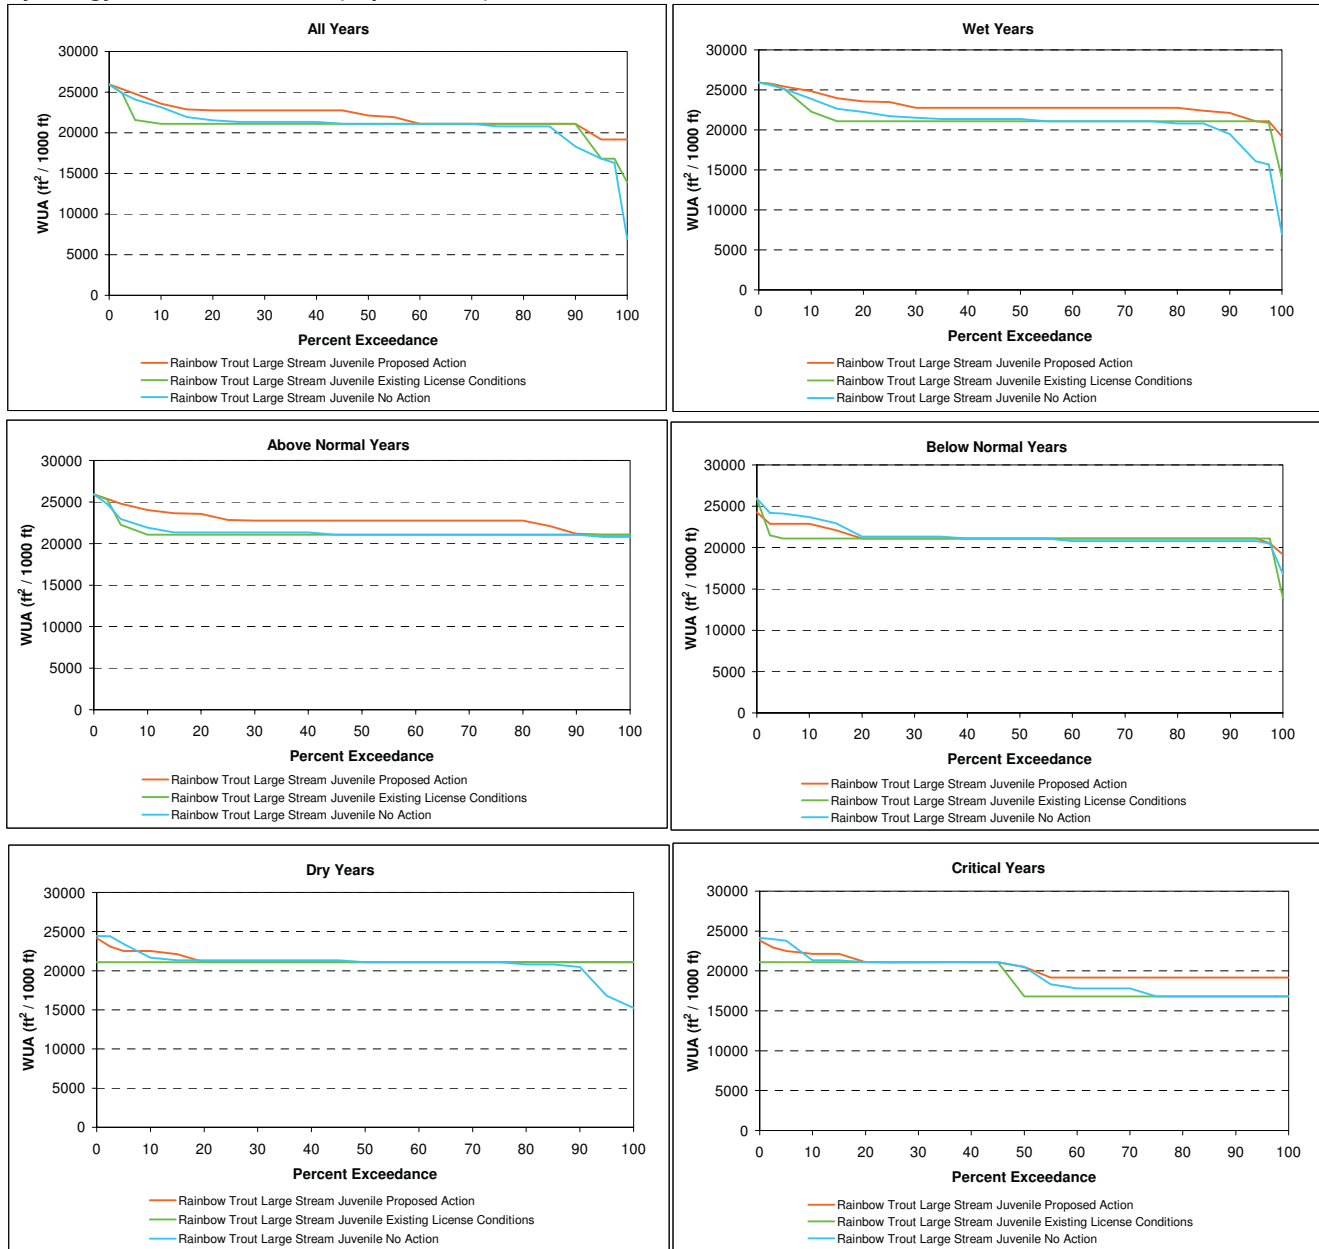 All Years
30000
25000
20000
15000
10000
5000
0
WUA (ft² / 1000 ft)
0 10 20 30 40 50 60 70 80 90 100
Percent Exceedance
Rainbow Trout Large Stream Juvenile Proposed Action
Rainbow Trout Large Stream Juvenile Existing License Conditions
Rainbow Trout Large Stream Juvenile No Action
Wet Years
30000
25000
20000
15000
10000
5000
0
WUA (ft² / 1000 ft)
0 10 20 30 40 50 60 70 80 90 100
Percent Exceedance
Rainbow Trout Large Stream Juvenile Proposed Action
Rainbow Trout Large Stream Juvenile Existing License Conditions
Rainbow Trout Large Stream Juvenile No Action
Above Normal Years
30000
25000
20000
15000
10000
5000
0
WUA (ft² / 1000 ft)
0 10 20 30 40 50 60 70 80 90 100
Percent Exceedance
Rainbow Trout Large Stream Juvenile Proposed Action
Rainbow Trout Large Stream Juvenile Existing License Conditions
Rainbow Trout Large Stream Juvenile No Action
Below Normal Years
30000
25000
20000
15000
10000
5000
0
WUA (ft² / 1000 ft)
0 10 20 30 40 50 60 70 80 90 100
Percent Exceedance
Rainbow Trout Large Stream Juvenile Proposed Action
Rainbow Trout Large Stream Juvenile Existing License Conditions
Rainbow Trout Large Stream Juvenile No Action
Dry Years
30000
25000
20000
15000
10000
5000
0
WUA (ft² / 1000 ft)
0 10 20 30 40 50 60 70 80 90 100
Percent Exceedance
Rainbow Trout Large Stream Juvenile Proposed Action
Rainbow Trout Large Stream Juvenile Existing License Conditions
Rainbow Trout Large Stream Juvenile No Action
Critical Years
30000
25000
20000
15000
10000
5000
0
WUA (ft² / 1000 ft)
0 10 20 30 40 50 60 70 80 90 100
Percent Exceedance
Rainbow Trout Large Stream Juvenile Proposed Action
Rainbow Trout Large Stream Juvenile Existing License Conditions
Rainbow Trout Large Stream Juvenile No Action